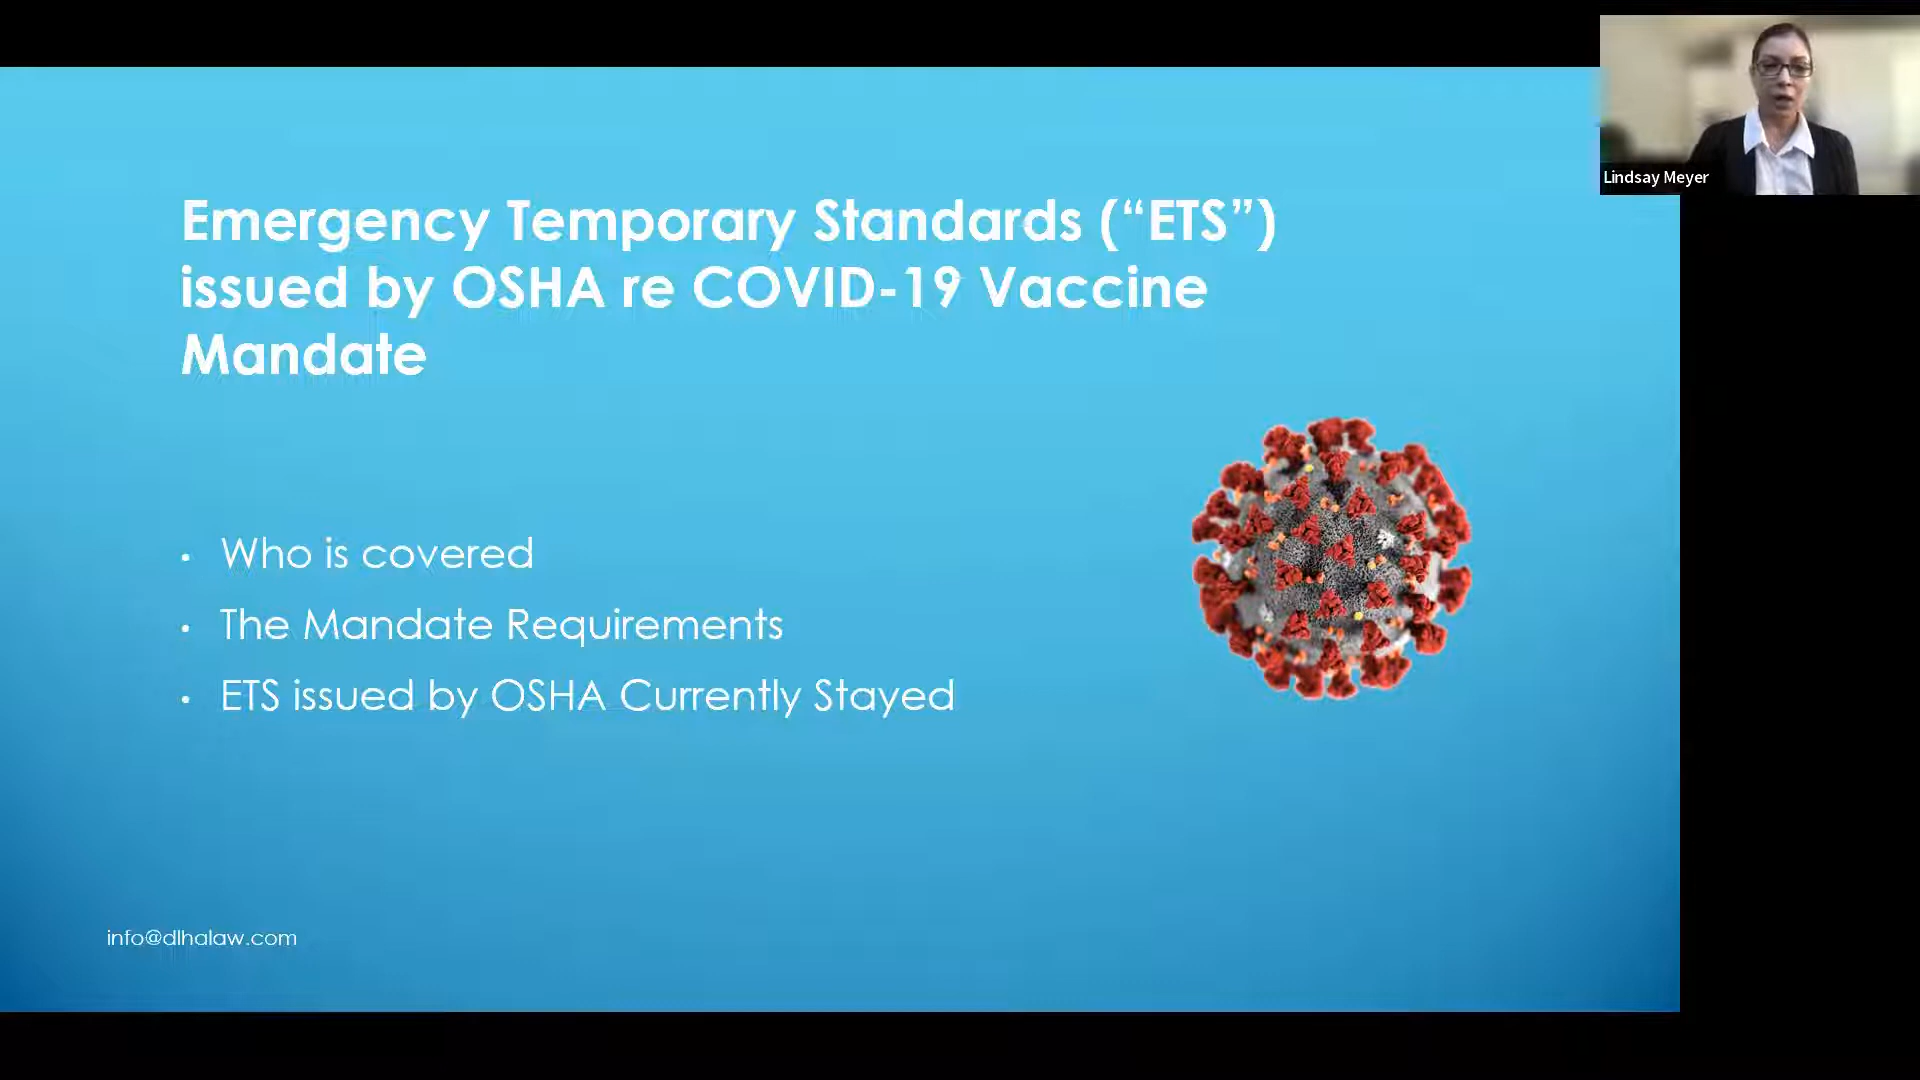 Emergency Temporary Standards (“ETS”)
issued by OSHA re COVID-19 Vaccine
Mandate
• Who is covered
• The Mandate Requirements
• ETS issued by OSHA Currently Stayed
info@dlhalaw.com
Lindsay Meyer